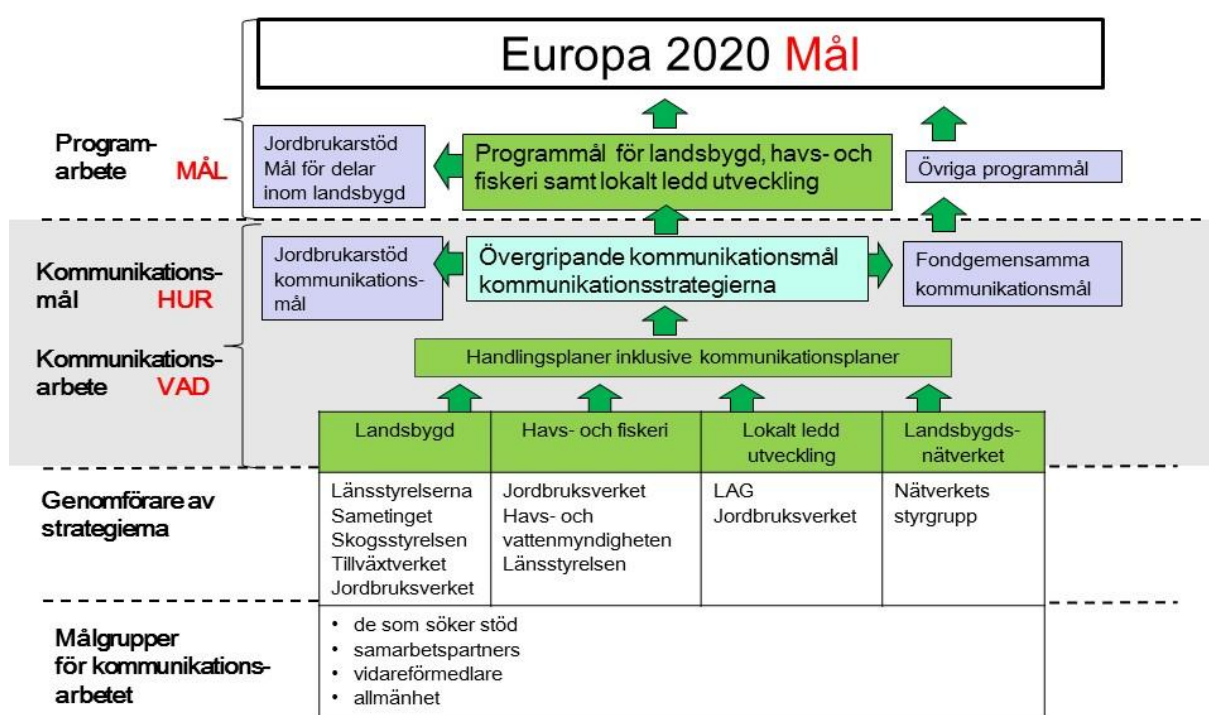 Europa 2020 Mål
Program-
arbete MÅL
Jordbrukarstöd
Mål för delar
inom landsbygd
Programmål för landsbygd, havs- och
fiskeri samt lokalt ledd utveckling
Övriga programmål
Kommunikations-
mål HUR
Jordbrukarstöd
kommunikations-
mål
Övergripande kommunikationsmål
kommunikationsstrategierna
Fondgemensamma
kommunikationsmål
Kommunikations-
arbete VAD
Handlingsplaner inklusive kommunikationsplaner
Landsbygd
Havs- och fiskeri
Lokalt ledd
utveckling
Landsbygds-
nätverket
Genomförare av
strategierna
Länsstyrelserna
Sametinget
Skogsstyrelsen
Tillväxtverket
Jordbruksverket
Jordbruksverket
Havs- och
vattenmyndigheten
Länsstyrelsen
LAG
Jordbruksverket
Nätverkets
styrgrupp
Målgrupper
för kommunikations-
arbetet
• de som söker stöd
• samarbetspartners
• vidareförmedlare
• allmänhet